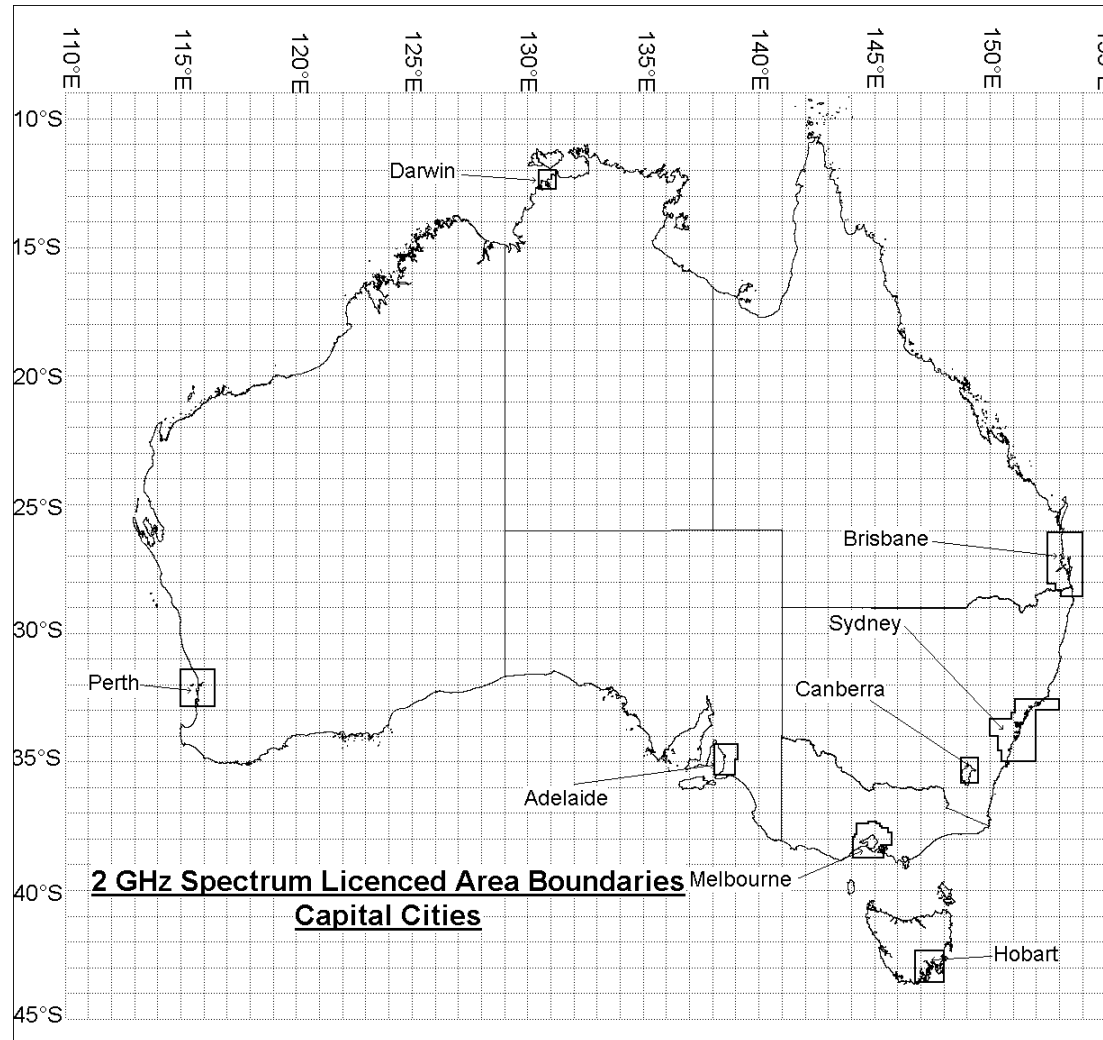 110°E
115°E
120°E
125°E
130°E
135°E
140°E
145°E
150°E
10°S
Darwin
15°S
20°S
25°S
Brisbane
30°S
Sydney
Perth
Canberra
35°S
Adelaide
Melbourne
2 GHz Spectrum Licenced Area Boundaries
40°S
Capital Cities
Hobart
45°S